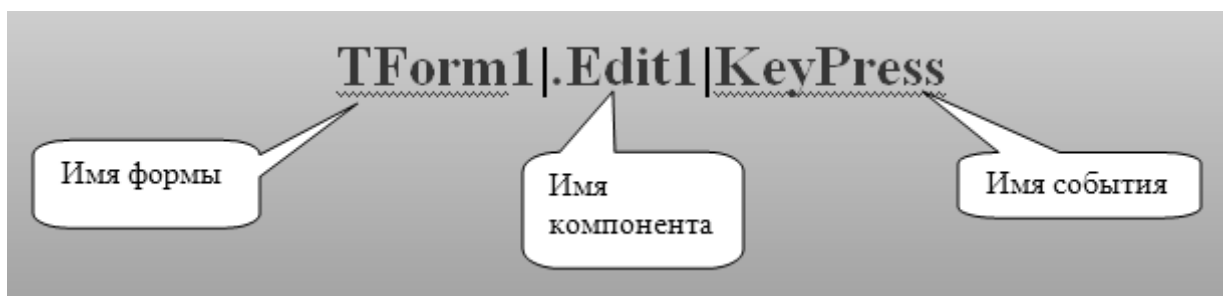 TForm1|.Edit1|KeyPress
Имя формы
Имя
компонента
Имя события